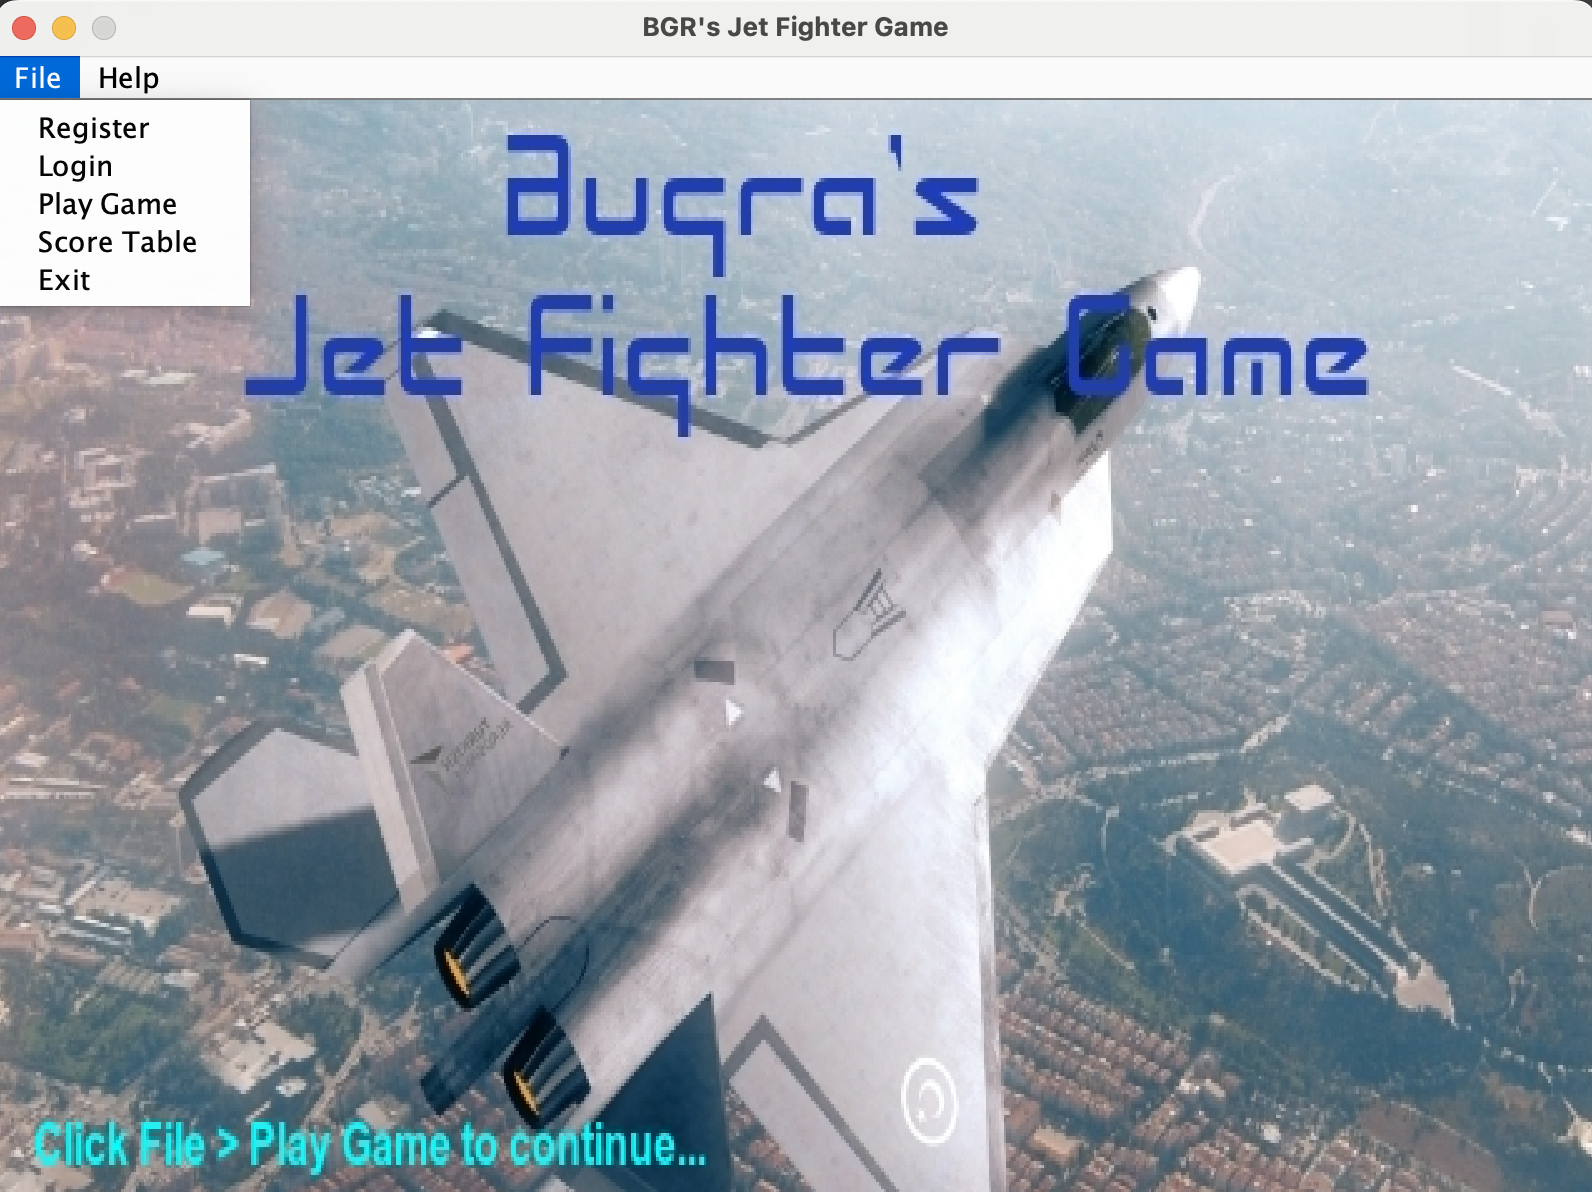 BGR's Jet Fighter Game
File Help
Register
Login
Play Game
Score Table
Exit
Bugra's
Jet Fighter Game
Click File > Play Game to continue...